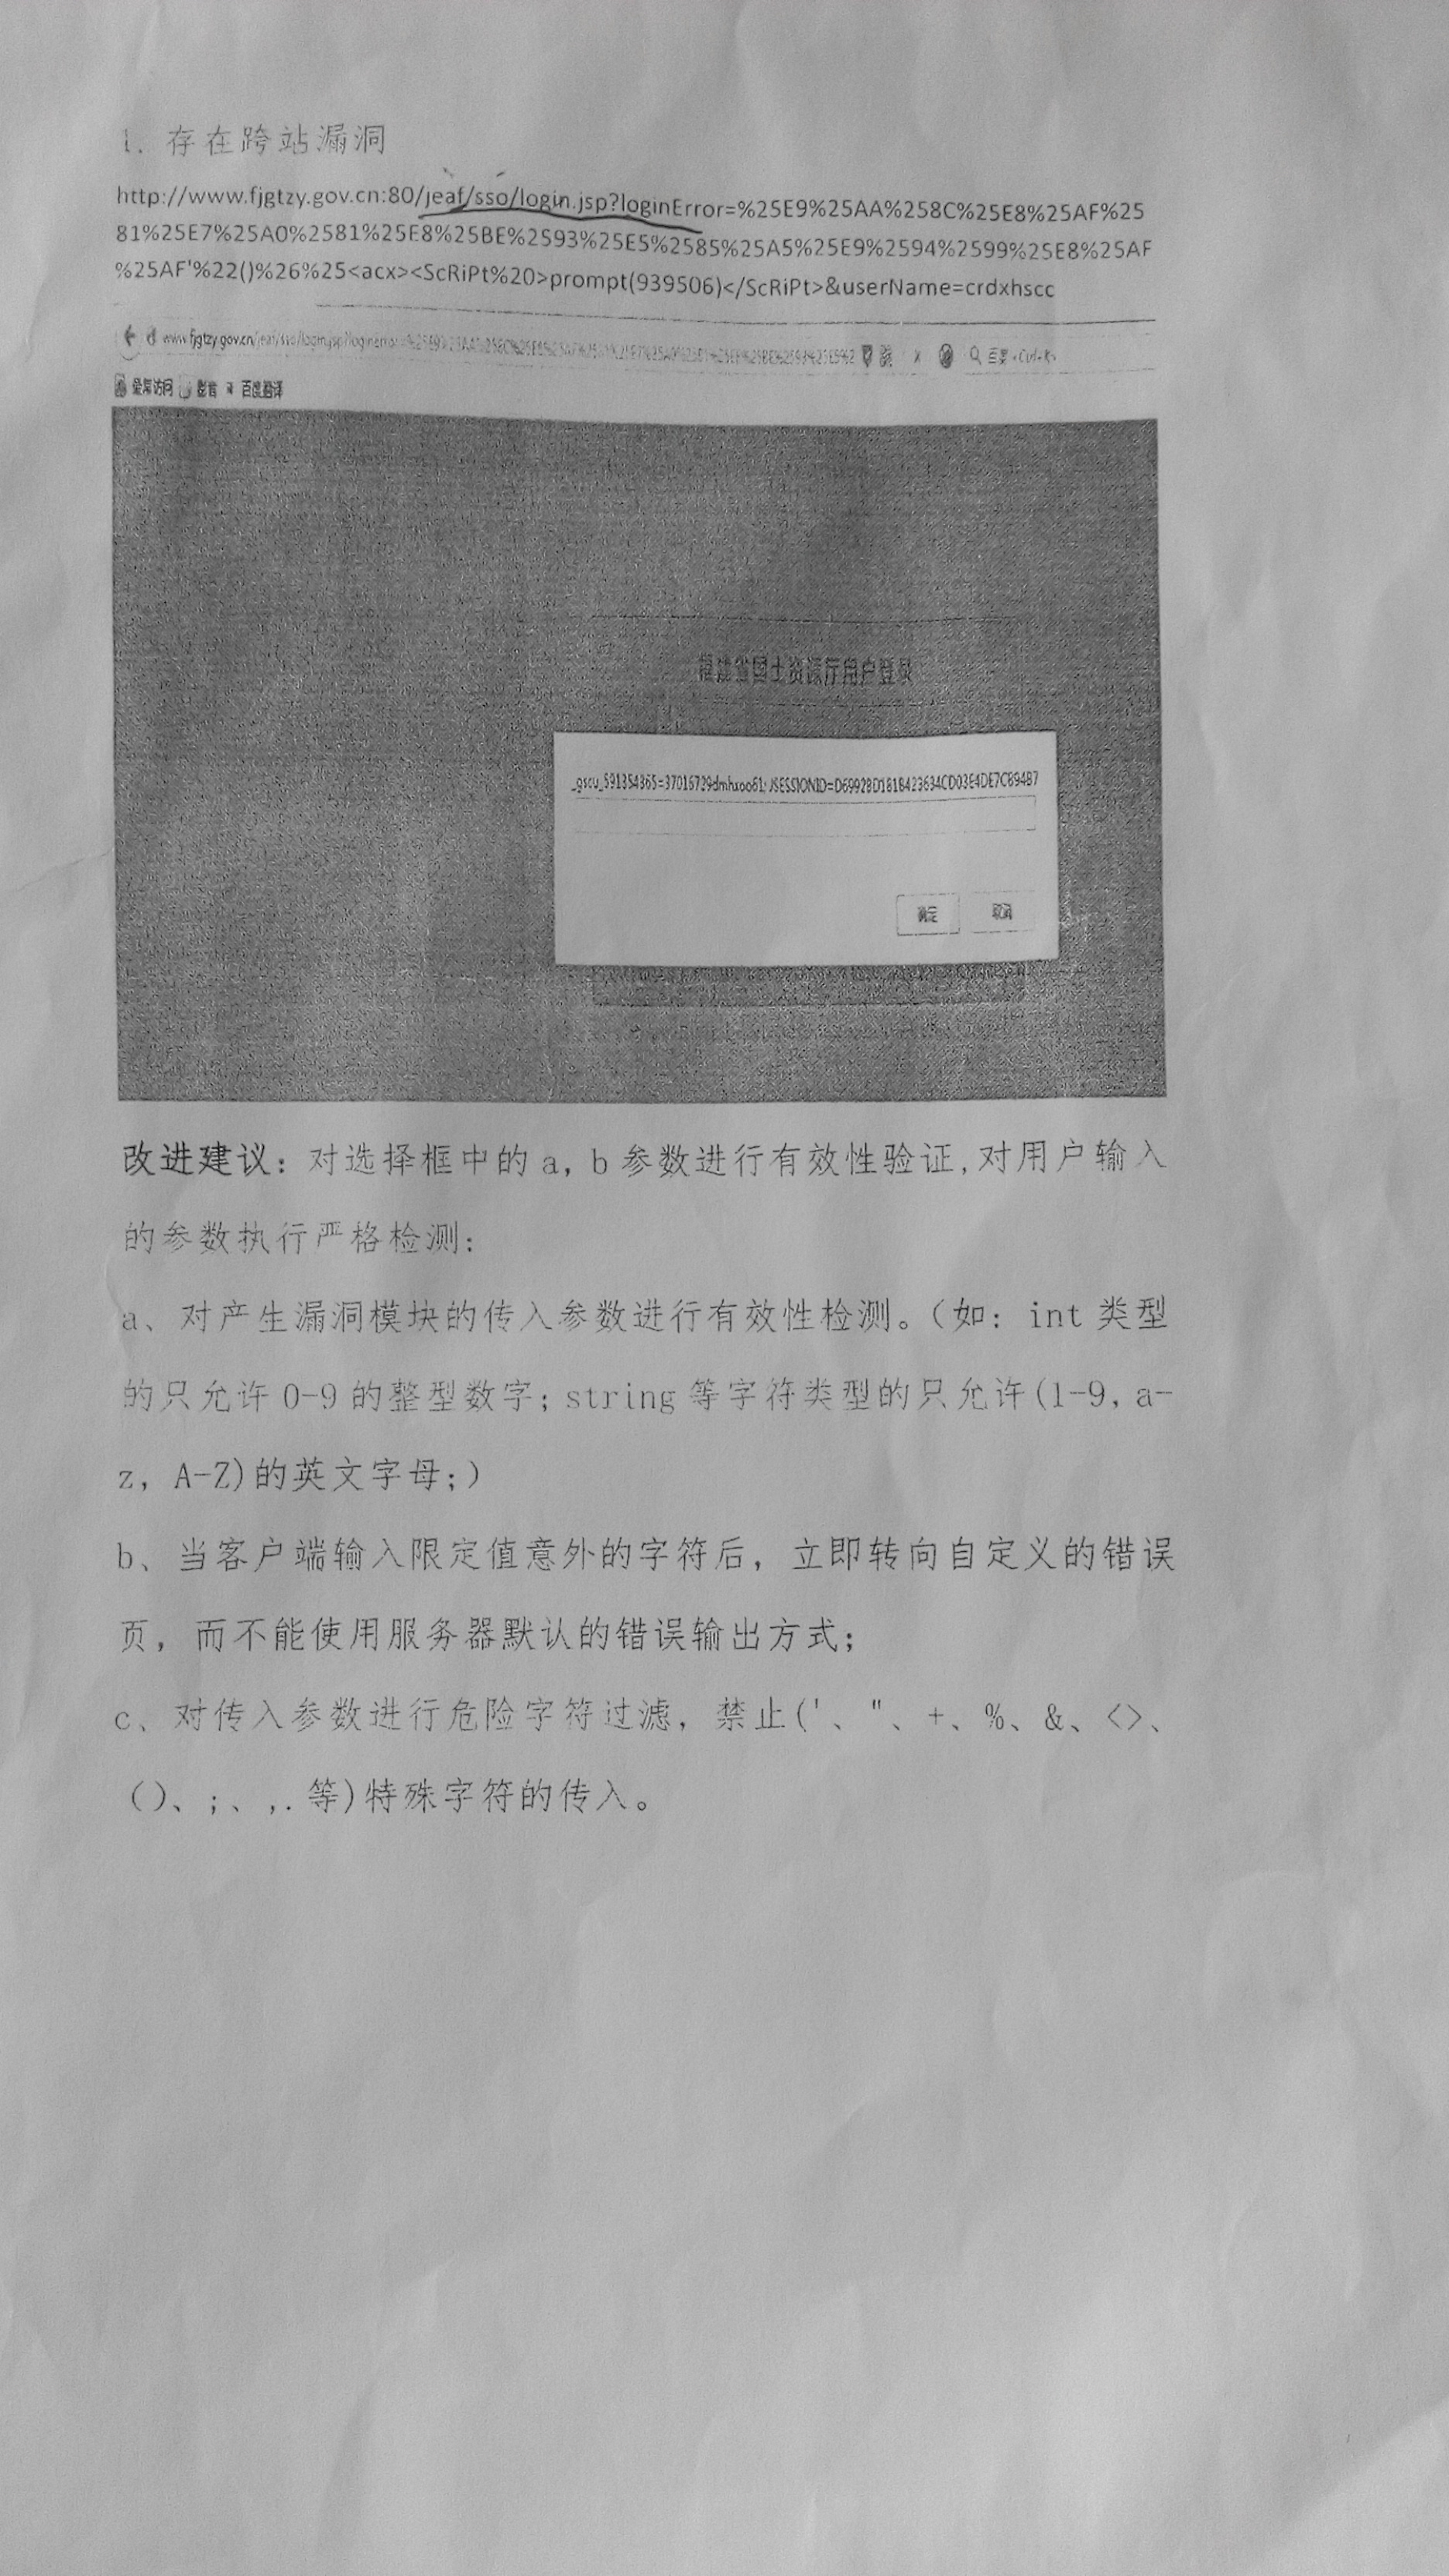 1. 存在跨站漏洞
http://www.fjgtzy.gov.cn:80/jeaf/sso/login.jsp?loginError=%25E9%25AA%258C%25E8%25AF%25
81%25E7%25A0%2581%25E8%25BE%2593%25E5%2585%25A5%25E9%2594%2599%25E8%25AF
%25AF'%22()%26%25<acx><ScRiPt%20>prompt(939506)</ScRiPt>&userName=crdxhscc
www.fjgtzy.gov.cn/jeaf/sso/login.jsp?loginError=
百度 <Ctrl+K>
最常访问 百度翻译
福建省国土资源厅用户登录
确定 取消
改进建议：对选择框中的 a, b 参数进行有效性验证,对用户输入
的参数执行严格检测：
a、对产生漏洞模块的传入参数进行有效性检测。（如：int 类型
的只允许 0-9 的整型数字；string 等字符类型的只允许(1-9, a-
z, A-Z)的英文字母；）
b、当客户端输入限定值意外的字符后，立即转向自定义的错误
页，而不能使用服务器默认的错误输出方式；
c、对传入参数进行危险字符过滤，禁止('、"、+、%、&、<>、
()、;、,. 等)特殊字符的传入。